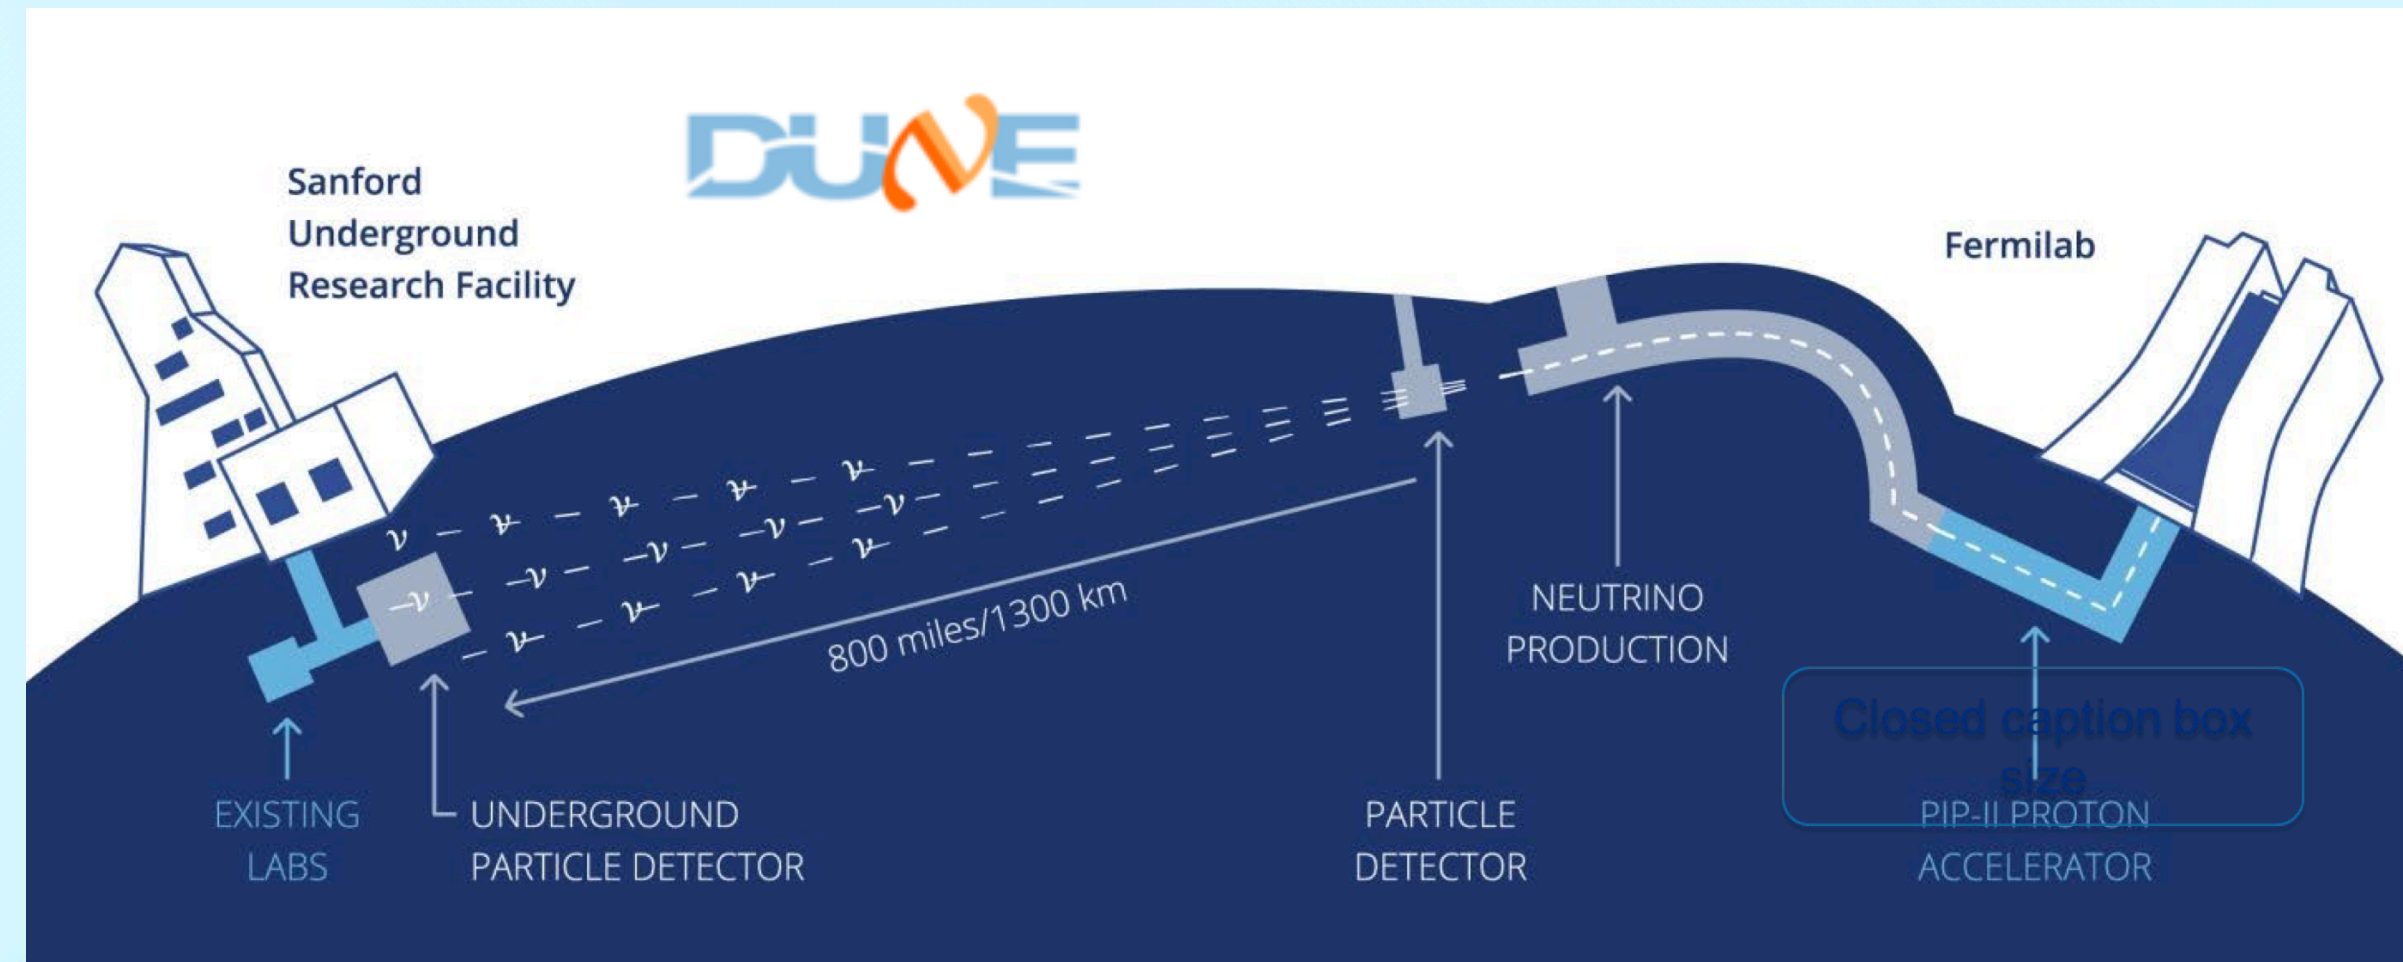 DUNE
Sanford
Underground
Research Facility
Fermilab
ν ν ν ν ν
ν ν ν ν
ν ν ν ν ν
800 miles/1300 km
NEUTRINO
PRODUCTION
Closed caption box
size
EXISTING
LABS
UNDERGROUND
PARTICLE DETECTOR
PARTICLE
DETECTOR
PIP-II PROTON
ACCELERATOR